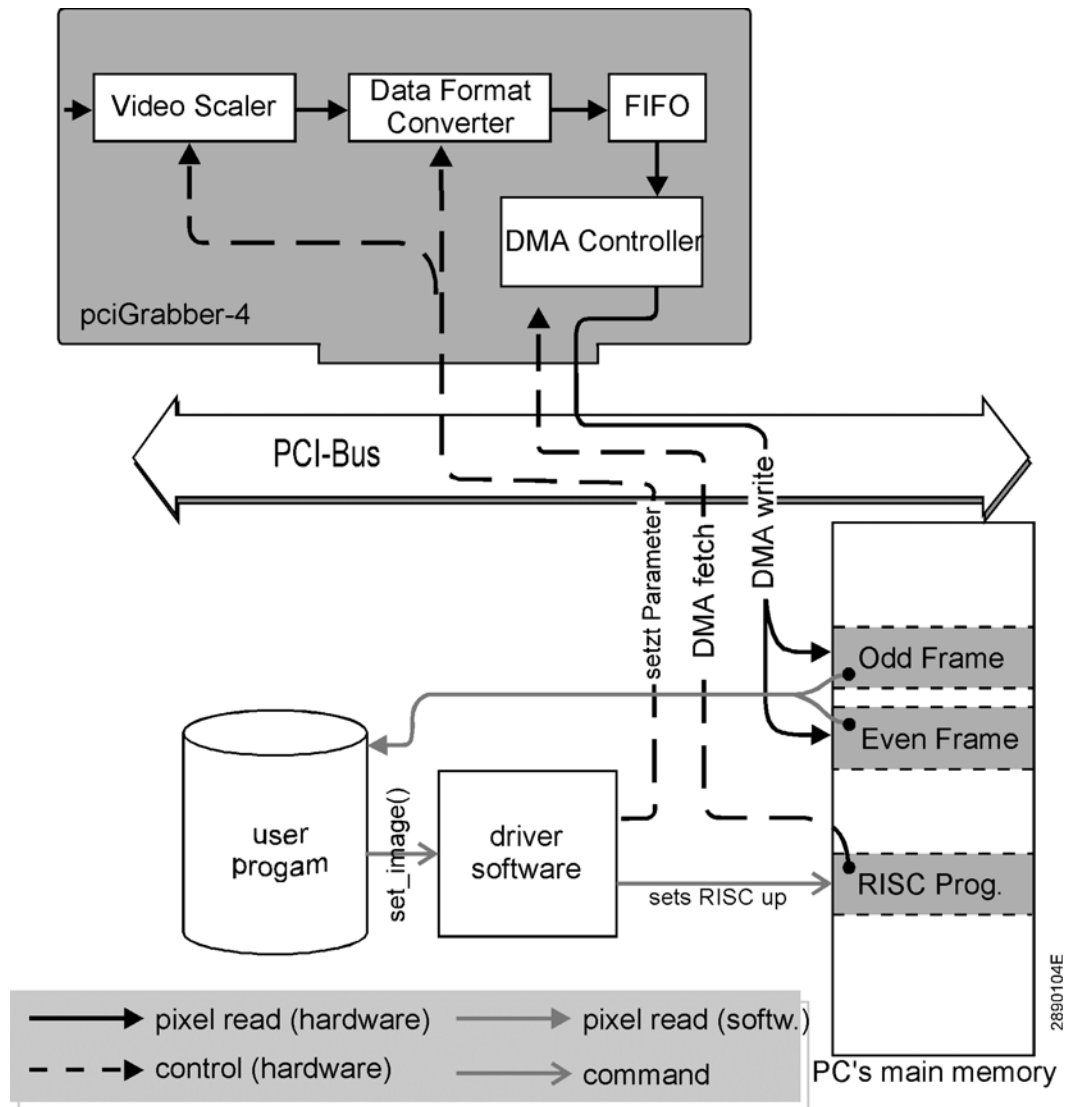 Video Scaler
Data Format
Converter
FIFO
DMA Controller
pciGrabber-4
PCI-Bus
setzt Parameter
DMA fetch
DMA write
Odd Frame
Even Frame
user
progam
set_image()
driver
software
sets RISC up
RISC Prog.
2890104E
pixel read (hardware)
pixel read (softw.)
control (hardware)
command
PC's main memory